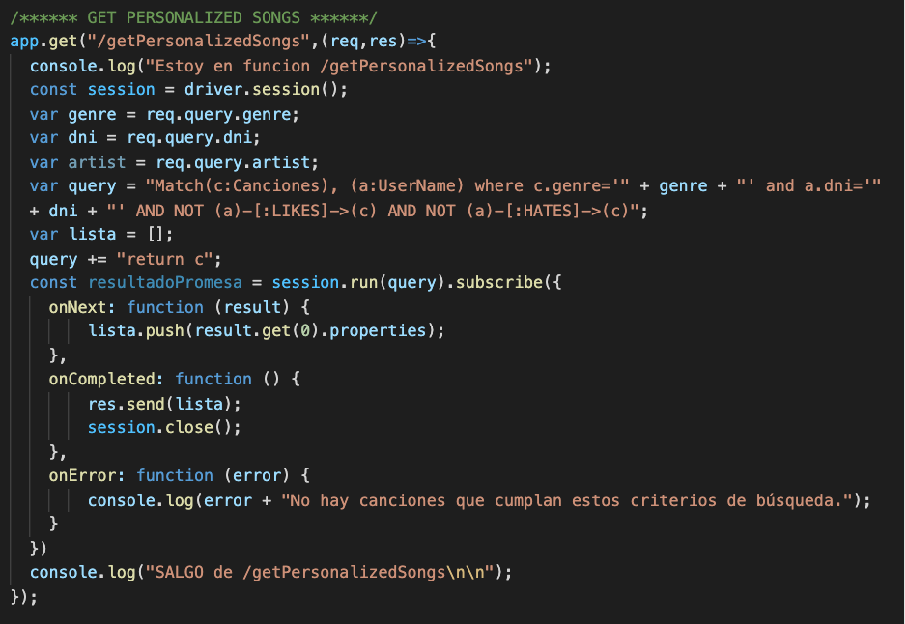 /****** GET PERSONALIZED SONGS ******/
app.get("/getPersonalizedSongs",(req,res)=>{
  console.log("Estoy en funcion /getPersonalizedSongs");
  const session = driver.session();
  var genre = req.query.genre;
  var dni = req.query.dni;
  var artist = req.query.artist;
  var query = "Match(c:Canciones), (a:UserName) where c.genre='" + genre + "' and a.dni='"
  + dni + "' AND NOT (a)-[:LIKES]->(c) AND NOT (a)-[:HATES]->(c)";
  var lista = [];
  query += "return c";
  const resultadoPromesa = session.run(query).subscribe({
    onNext: function (result) {
        lista.push(result.get(0).properties);
    },
    onCompleted: function () {
        res.send(lista);
        session.close();
    },
    onError: function (error) {
        console.log(error + "No hay canciones que cumplan estos criterios de búsqueda.");
    }
  })
  console.log("SALGO de /getPersonalizedSongs\n\n");
});